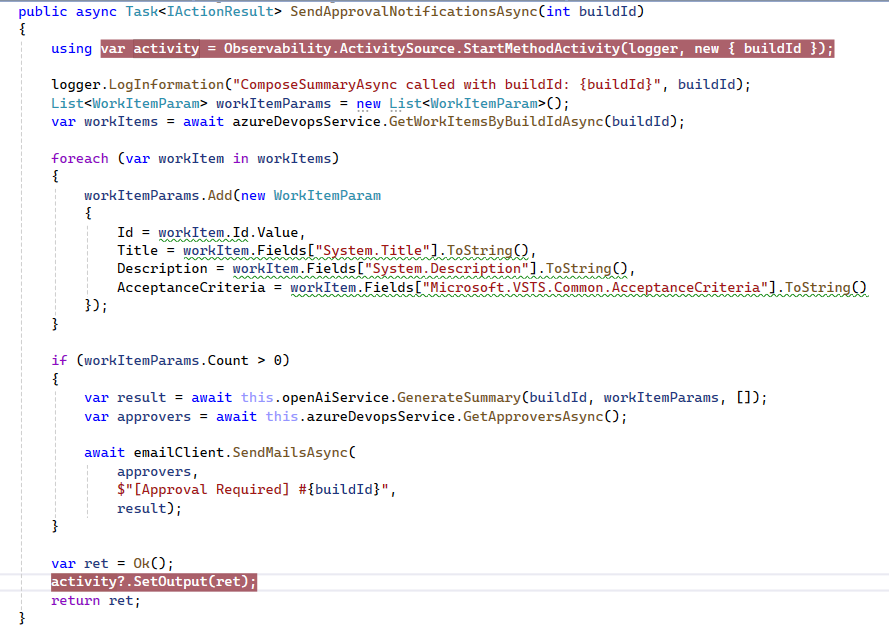 public async Task<IActionResult> SendApprovalNotificationsAsync(int buildId)
{
    using var activity = Observability.ActivitySource.StartMethodActivity(logger, new { buildId });

    logger.LogInformation("ComposeSummaryAsync called with buildId: {buildId}", buildId);
    List<WorkItemParam> workItemParams = new List<WorkItemParam>();
    var workItems = await azureDevopsService.GetWorkItemsByBuildIdAsync(buildId);

    foreach (var workItem in workItems)
    {
        workItemParams.Add(new WorkItemParam
        {
            Id = workItem.Id.Value,
            Title = workItem.Fields["System.Title"].ToString(),
            Description = workItem.Fields["System.Description"].ToString(),
            AcceptanceCriteria = workItem.Fields["Microsoft.VSTS.Common.AcceptanceCriteria"].ToString()
        });
    }

    if (workItemParams.Count > 0)
    {
        var result = await this.openAiService.GenerateSummary(buildId, workItemParams, []);
        var approvers = await this.azureDevopsService.GetApproversAsync();

        await emailClient.SendMailsAsync(
            approvers,
            $"[Approval Required] #{buildId}",
            result);
    }

    var ret = Ok();
    activity?.SetOutput(ret);
    return ret;
}